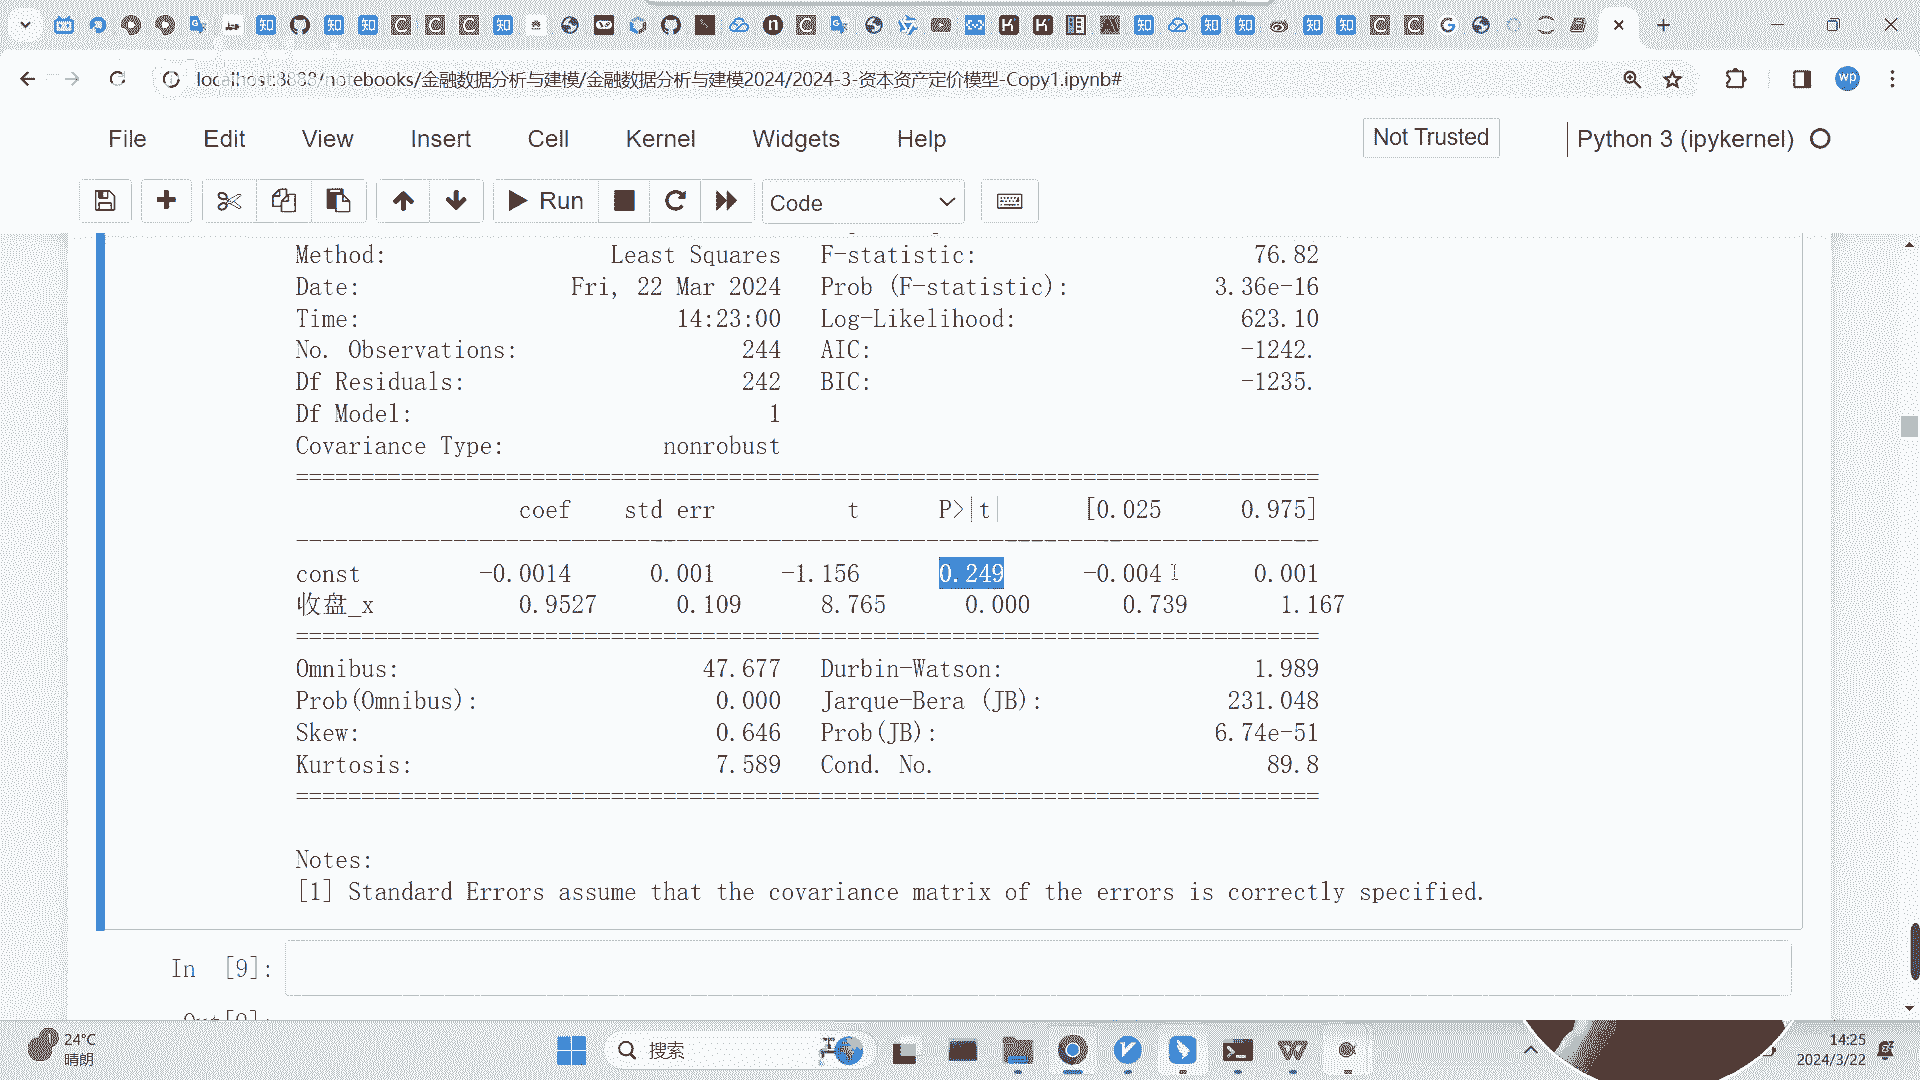 localhost:8888/notebooks/金融数据分析与建模/金融数据分析与建模2024/2024-3-资本资产定价模型-Copy1.ipynb#
wp
File Edit View Insert Cell Kernel Widgets Help Not Trusted Python 3 (ipykernel)
Run Code
Method: Least Squares F-statistic: 76.82
Date: Fri, 22 Mar 2024 Prob (F-statistic): 3.36e-16
Time: 14:23:00 Log-Likelihood: 623.10
No. Observations: 244 AIC: -1242.
Df Residuals: 242 BIC: -1235.
Df Model: 1
Covariance Type: nonrobust
coef std err t P>|t| [0.025 0.975]
const -0.0014 0.001 -1.156 0.249 -0.004 0.001
收盘_x 0.9527 0.109 8.765 0.000 0.739 1.167
Omnibus: 47.677 Durbin-Watson: 1.989
Prob(Omnibus): 0.000 Jarque-Bera (JB): 231.048
Skew: 0.646 Prob(JB): 6.74e-51
Kurtosis: 7.589 Cond. No. 89.8
Notes:
[1] Standard Errors assume that the covariance matrix of the errors is correctly specified.
In [9]:
24°C
晴朗
搜索
14:25
2024/3/22